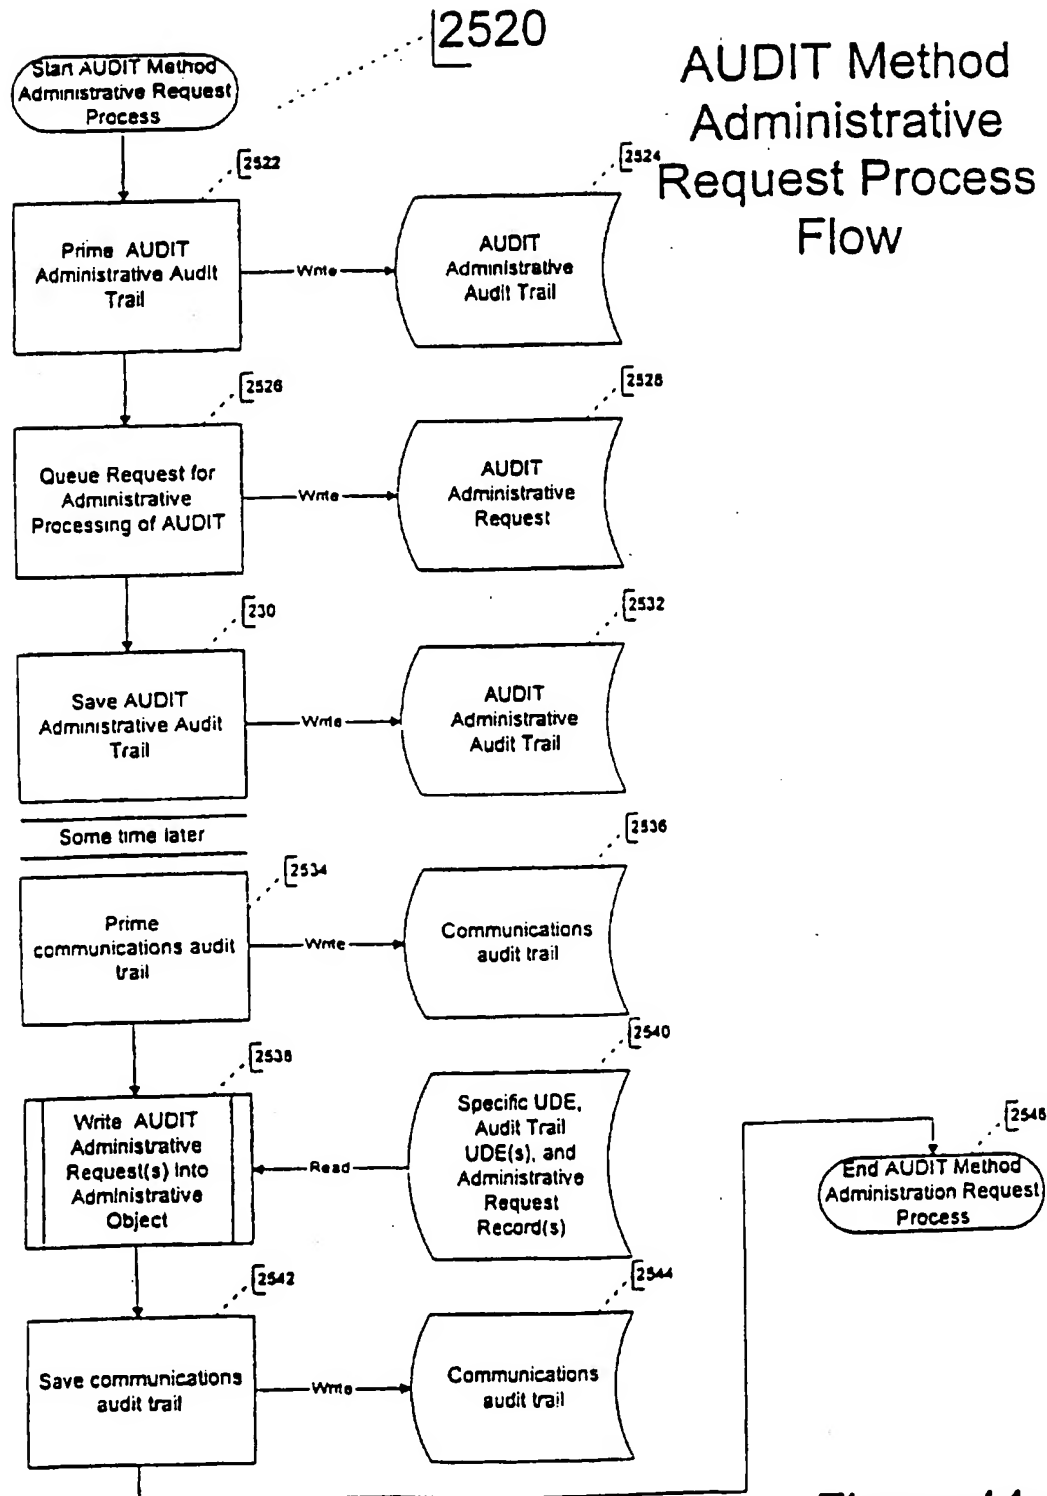 2520
AUDIT Method
Administrative
Request Process
Flow
Start AUDIT Method
Administrative Request
Process
2522
Prime AUDIT
Administrative Audit
Trail
Write
2524
AUDIT
Administrative
Audit Trail
2526
Queue Request for
Administrative
Processing of AUDIT
Write
2528
AUDIT
Administrative
Request
230
Save AUDIT
Administrative Audit
Trail
Write
2532
AUDIT
Administrative
Audit Trail
Some time later
2534
Prime
communications audit
trail
Write
2536
Communications
audit trail
2538
Write AUDIT
Administrative
Request(s) into
Administrative
Object
Read
2540
Specific UDE,
Audit Trail
UDE(s), and
Administrative
Request
Record(s)
2542
Save communications
audit trail
Write
2544
Communications
audit trail
2546
End AUDIT Method
Administration Request
Process